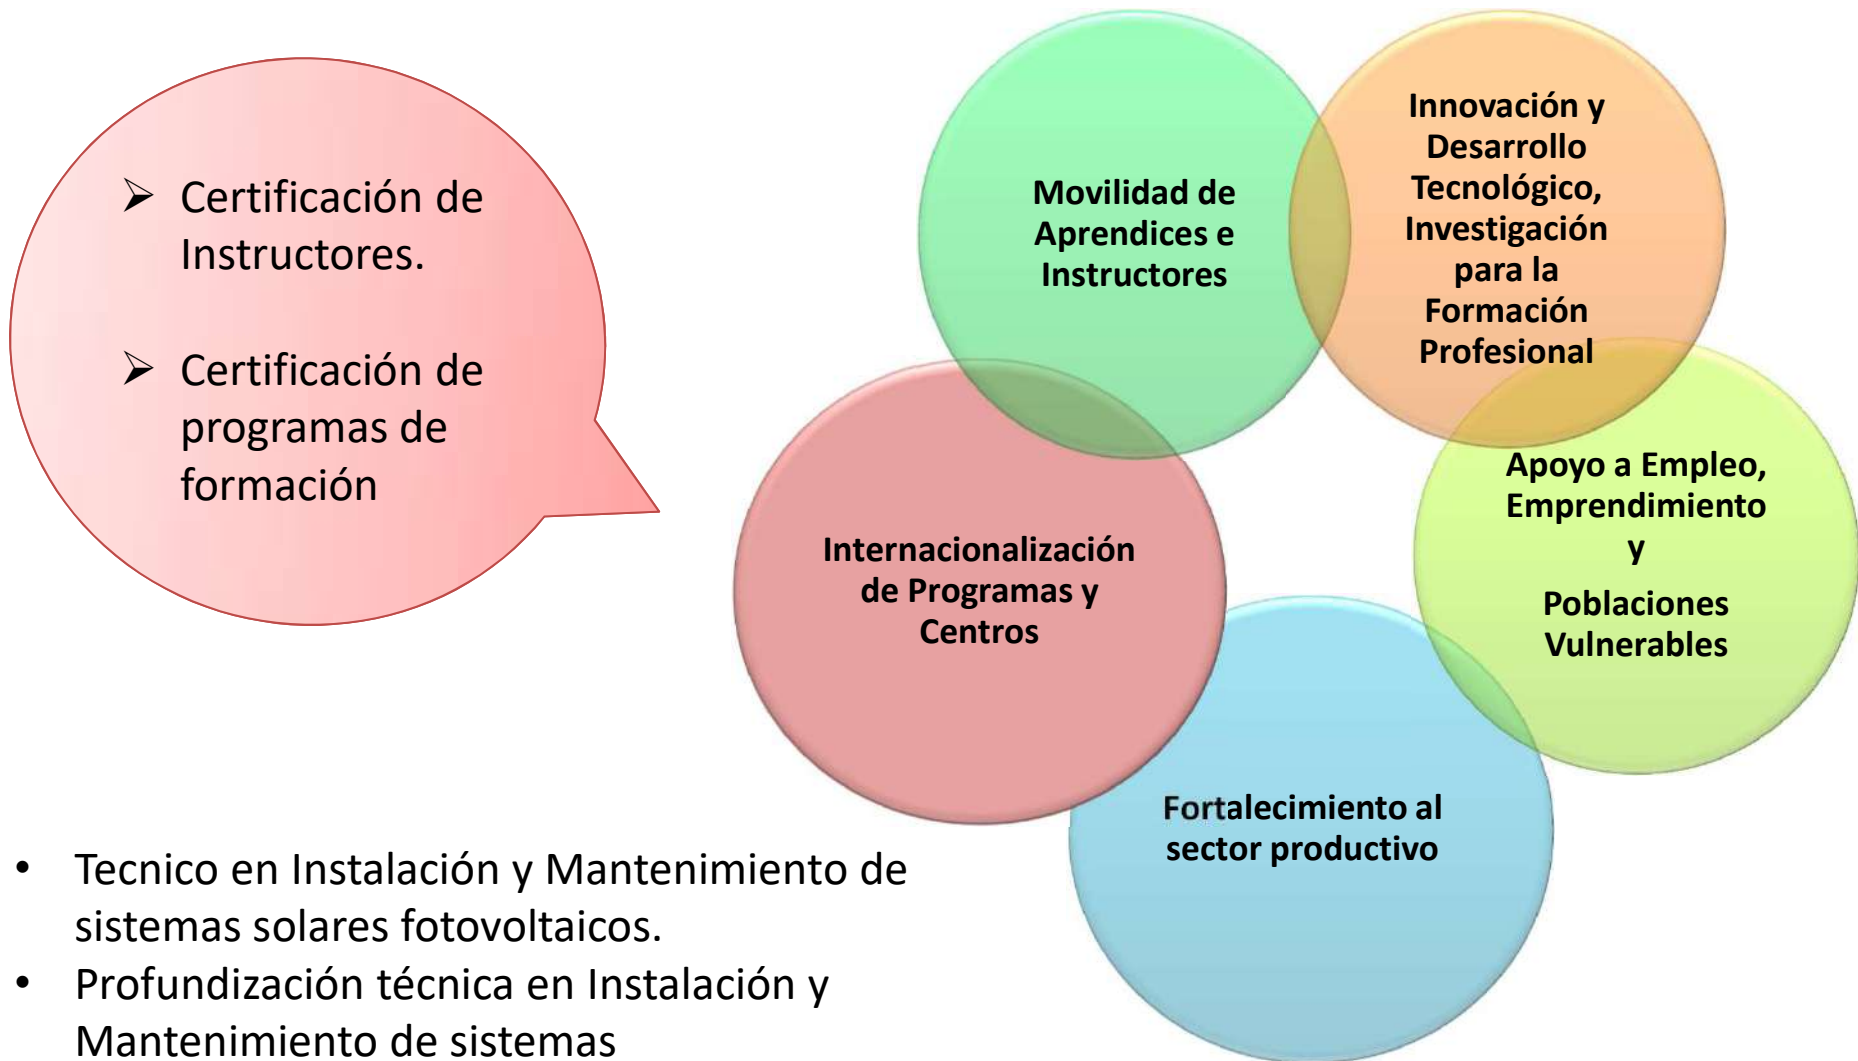 ➢ Certificación de
Instructores.
➢ Certificación de
programas de
formación
Movilidad de
Aprendices e
Instructores
Innovación y
Desarrollo
Tecnológico,
Investigación
para la
Formación
Profesional
Apoyo a Empleo,
Emprendimiento
y
Poblaciones
Vulnerables
Internacionalización
de Programas y
Centros
Fortalecimiento al
sector productivo
• Tecnico en Instalación y Mantenimiento de
sistemas solares fotovoltaicos.
• Profundización técnica en Instalación y
Mantenimiento de sistemas